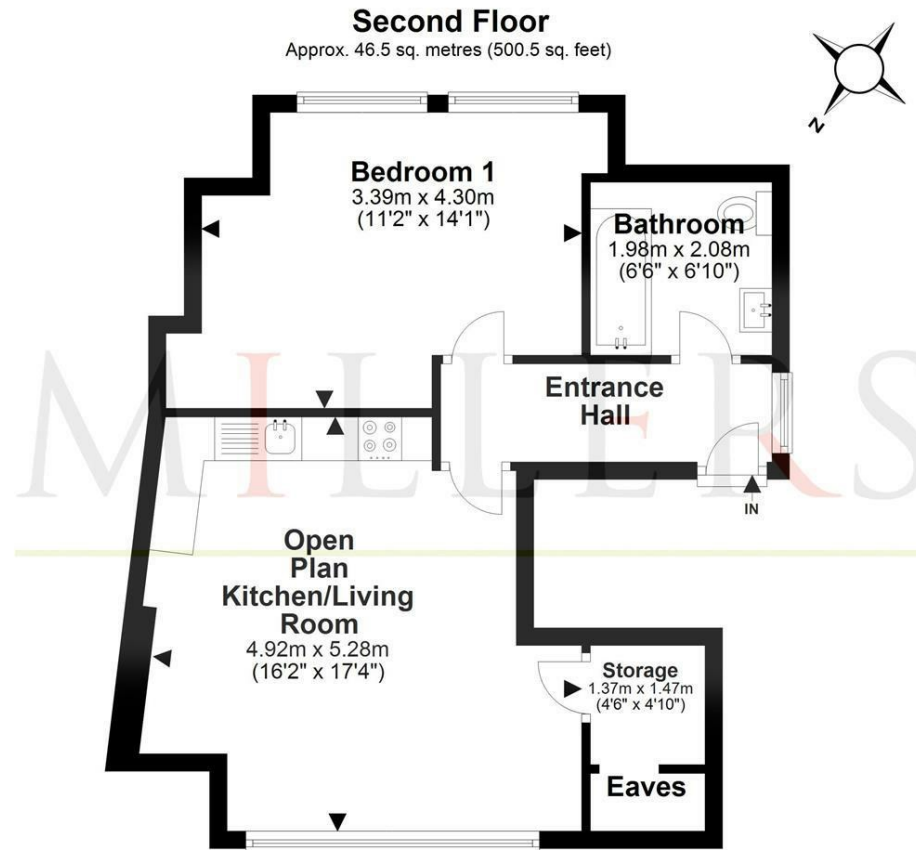 Second Floor
Approx. 46.5 sq. metres (500.5 sq. feet)
N
Bedroom 1
3.39m x 4.30m
(11'2" x 14'1")
Bathroom
1.98m x 2.08m
(6'6" x 6'10")
Entrance
Hall
MILLERS
IN
Open
Plan
Kitchen/Living
Room
4.92m x 5.28m
(16'2" x 17'4")
Storage
1.37m x 1.47m
(4'6" x 4'10")
Eaves